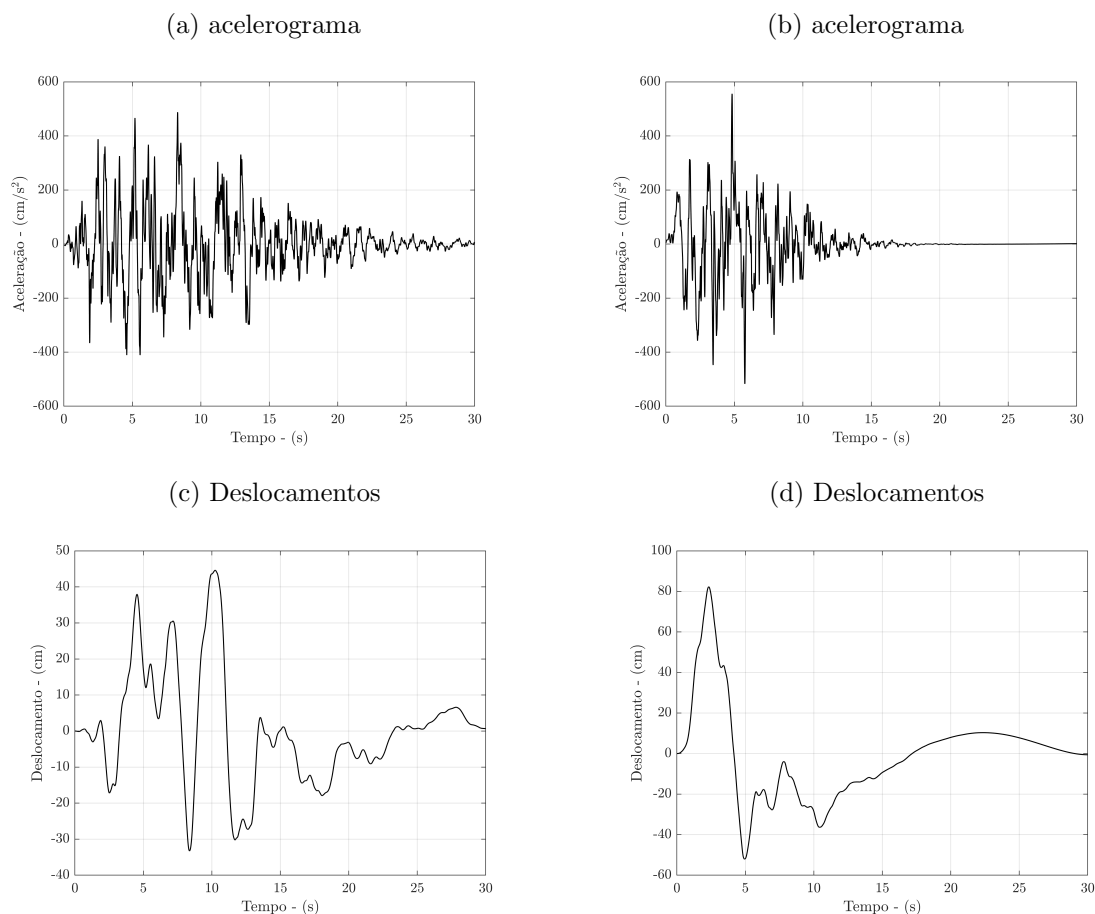 (a) acelerograma
(b) acelerograma
600
400
200
0
-200
-400
-600
Aceleração - (cm/s²)
0 5 10 15 20 25 30
Tempo - (s)
600
400
200
0
-200
-400
-600
Aceleração - (cm/s²)
0 5 10 15 20 25 30
Tempo - (s)
(c) Deslocamentos
(d) Deslocamentos
50
40
30
20
10
0
-10
-20
-30
-40
Deslocamento - (cm)
0 5 10 15 20 25 30
Tempo - (s)
100
80
60
40
20
0
-20
-40
-60
Deslocamento - (cm)
0 5 10 15 20 25 30
Tempo - (s)